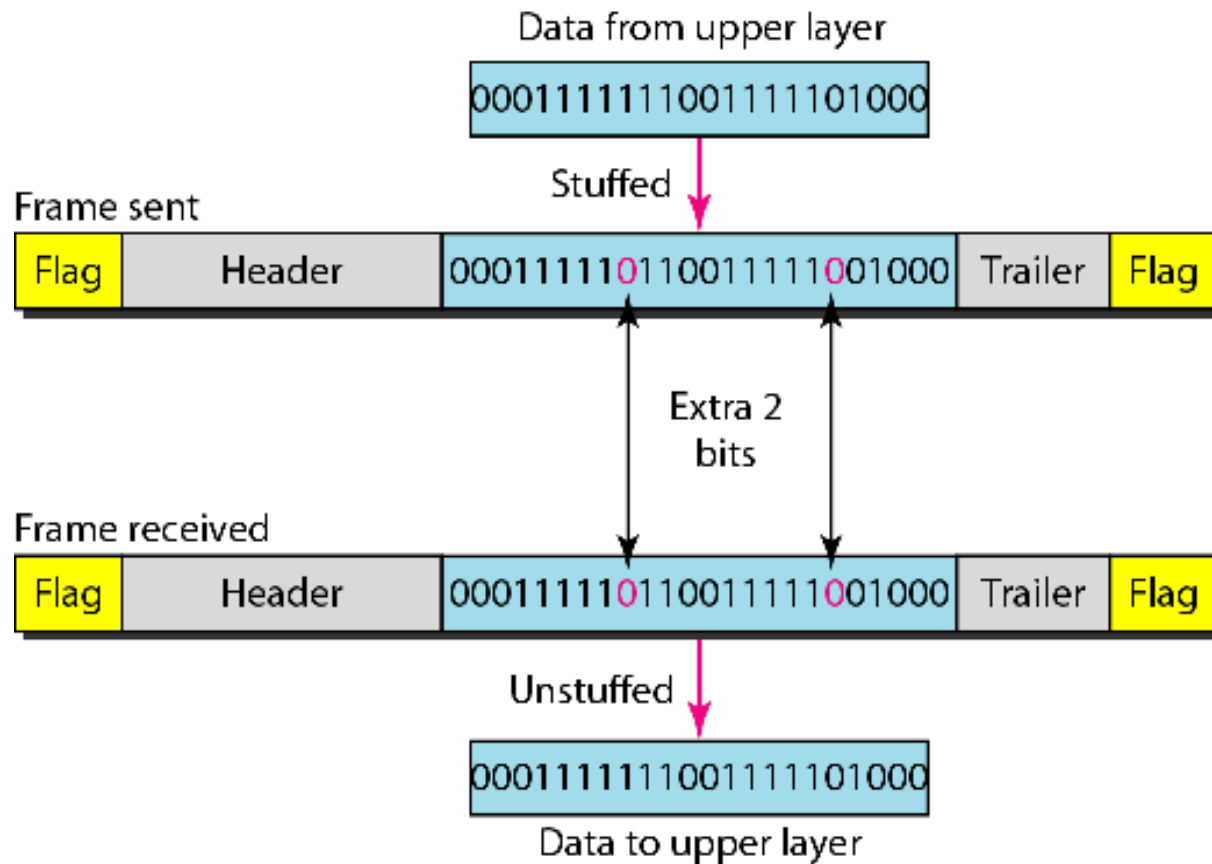 Data from upper layer
0001111111001111101000
Stuffed
Frame sent
Flag Header 000111110110011111001000 Trailer Flag
Extra 2
bits
Frame received
Flag Header 000111110110011111001000 Trailer Flag
Unstuffed
0001111111001111101000
Data to upper layer